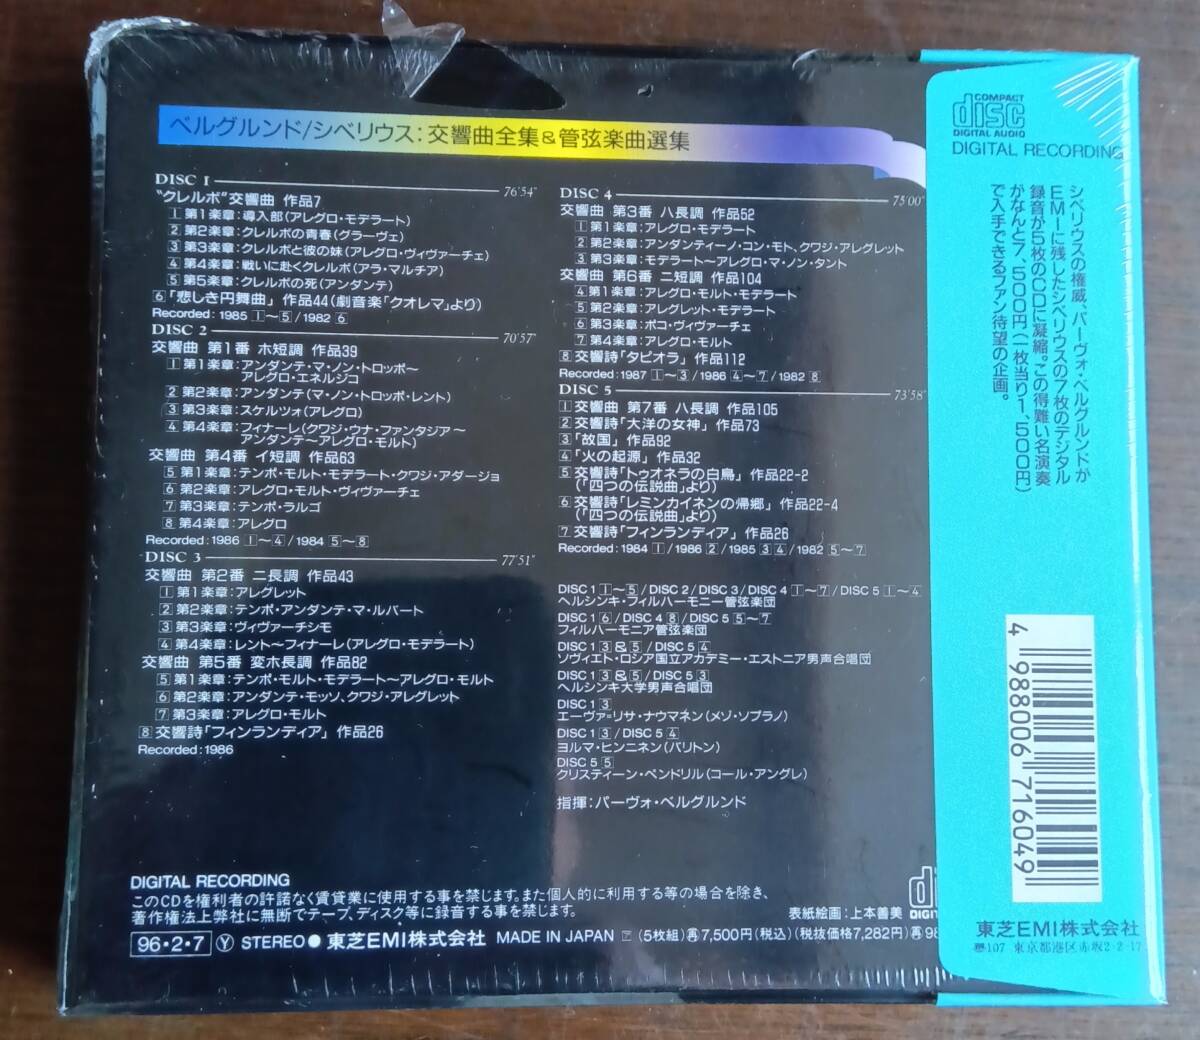 ベルグルンド/シベリウス:交響曲全集&管弦楽曲選集
DISC 1 76'54"
“クレルボ”交響曲 作品7
1 第1楽章:導入部(アレグロ・モデラート)
2 第2楽章:クレルボの青春(グラーヴェ)
3 第3楽章:クレルボと彼の妹(アレグロ・ヴィヴァーチェ)
4 第4楽章:戦いに赴くクレルボ(アラ・マルチア)
5 第5楽章:クレルボの死(アンダンテ)
6「悲しき円舞曲」作品44(劇音楽「クオレマ」より)
Recorded: 1985 1~5/1982 6
DISC 2 70'57"
交響曲 第1番 ホ短調 作品39
1 第1楽章:アンダンテ・マ・ノン・トロッポ~
アレグロ・エネルジコ
2 第2楽章:アンダンテ(マ・ノン・トロッポ・レント)
3 第3楽章:スケルツォ(アレグロ)
4 第4楽章:フィナーレ(クワジ・ウナ・ファンタジア~
アンダンテ~アレグロ・モルト)
交響曲 第4番 イ短調 作品63
5 第1楽章:テンポ・モルト・モデラート・クワジ・アダージョ
6 第2楽章:アレグロ・モルト・ヴィヴァーチェ
7 第3楽章:テンポ・ラルゴ
8 第4楽章:アレグロ
Recorded: 1986 1~4/1984 5~8
DISC 3 77'51"
交響曲 第2番 ニ長調 作品43
1 第1楽章:アレグレット
2 第2楽章:テンポ・アンダンテ・マ・ルバート
3 第3楽章:ヴィヴァーチシモ
4 第4楽章:レント~フィナーレ(アレグロ・モデラート)
交響曲 第5番 変ホ長調 作品82
5 第1楽章:テンポ・モルト・モデラート~アレグロ・モルト
6 第2楽章:アンダンテ・モッソ、クワジ・アレグレット
7 第3楽章:アレグロ・モルト
8 交響詩「フィンランディア」作品26
Recorded: 1986
DISC 4 75'00"
交響曲 第3番 ハ長調 作品52
1 第1楽章:アレグロ・モデラート
2 第2楽章:アンダンティーノ・コン・モト、クワジ・アレグレット
3 第3楽章:モデラート~アレグロ・マ・ノン・タント
交響曲 第6番 ニ短調 作品104
4 第1楽章:アレグロ・モルト・モデラート
5 第2楽章:アレグレット・モデラート
6 第3楽章:ポコ・ヴィヴァーチェ
7 第4楽章:アレグロ・モルト
8 交響詩「タピオラ」作品112
Recorded: 1987 1~3/1986 4~7/1982 8
DISC 5 73'58"
1 交響曲 第7番 ハ長調 作品105
2 交響詩「大洋の女神」作品73
3「故国」作品92
4「火の起源」作品32
5 交響詩「トゥオネラの白鳥」作品22-2
(「四つの伝説曲」より)
6 交響詩「レミンカイネンの帰郷」作品22-4
(「四つの伝説曲」より)
7 交響詩「フィンランディア」作品26
Recorded: 1984 1/1986 2/1985 3 4/1982 5~7
DISC 1 1~5/DISC 2/DISC 3/DISC 4 1~7/DISC 5 1~4
ヘルシンキ・フィルハーモニー管弦楽団
DISC 1 6/DISC 4 8/DISC 5 5~7
フィルハーモニア管弦楽団
DISC 1 3&5/DISC 5 4
ソヴィエト・ロシア国立アカデミー・エストニア男声合唱団
DISC 1 3&5/DISC 5 3
ヘルシンキ大学男声合唱団
DISC 1 3
エーヴァ=リサ・ナウマネン(メゾ・ソプラノ)
DISC 1 3/DISC 5 4
ヨルマ・ヒンニネン(バリトン)
DISC 5 5
クリスティーン・ペンドリル(コール・アングレ)
指揮:パーヴォ・ベルグルンド
DIGITAL RECORDING
このCDを権利者の許諾なく賃貸業に使用する事を禁じます。また個人的に利用する等の場合を除き、
著作権法上弊社に無断でテープ、ディスク等に録音する事を禁じます。
表紙絵画:上本善美
96・2・7 Y STEREO ● 東芝EMI株式会社 MADE IN JAPAN (5枚組) 再7,500円(税込)(税抜価格7,282円)再98
COMPACT
disc
DIGITAL AUDIO
DIGITAL RECORDING
シベリウスの権威、パーヴォ・ベルグルンドが
EMIに残したシベリウスの7枚のデジタル
録音が5枚のCDに凝縮。この得難い名演奏
がなんと7、500円(一枚当り1、500円)
で入手できるファン待望の企画。
4 988006 716049
東芝EMI株式会社
〒107 東京都港区赤坂2-2-17